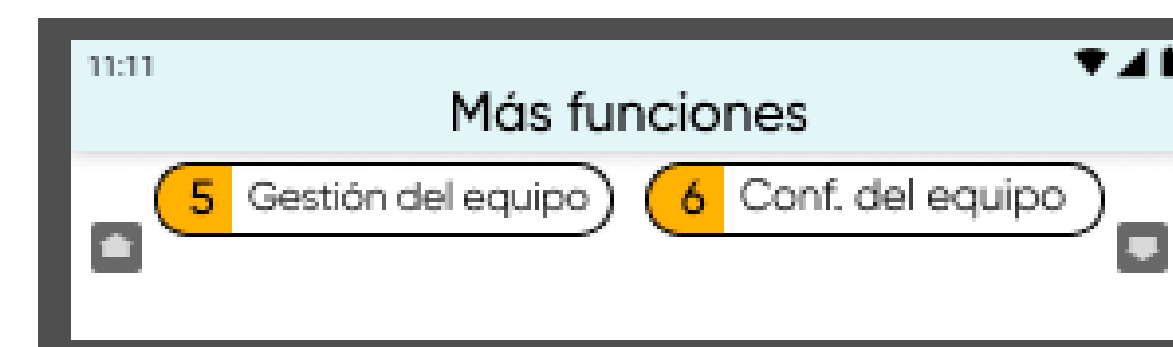 11:11
Más funciones
5 Gestión del equipo
6 Conf. del equipo